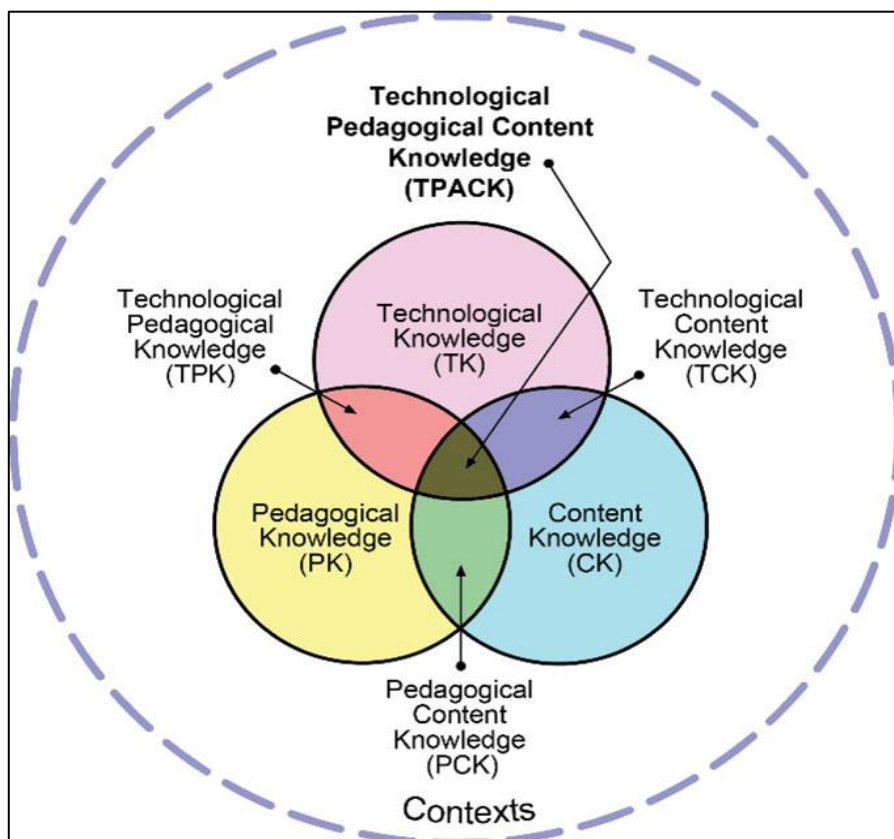 Technological
Pedagogical Content
Knowledge
(TPACK)
Technological
Pedagogical
Knowledge
(TPK)
Technological
Knowledge
(TK)
Technological
Content
Knowledge
(TCK)
Pedagogical
Knowledge
(PK)
Content
Knowledge
(CK)
Pedagogical
Content
Knowledge
(PCK)
Contexts